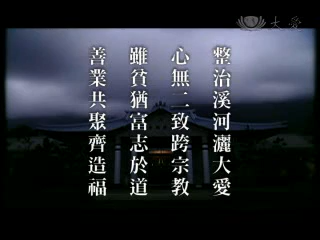 大愛
整治溪河灑大愛
心無二致跨宗教
雖貧猶富志於道
善業共聚齊造福